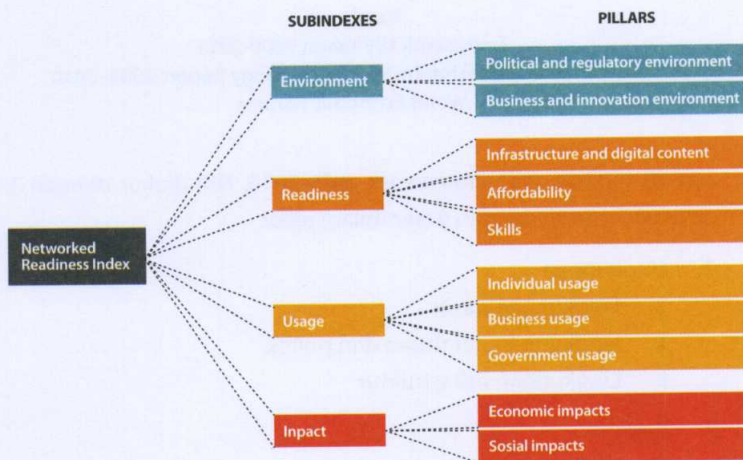 SUBINDEXES
PILLARS
Environment
Political and regulatory environment
Business and innovation environment
Readiness
Infrastructure and digital content
Affordability
Skills
Networked
Readiness Index
Usage
Individual usage
Business usage
Government usage
Inpact
Economic impacts
Sosial impacts